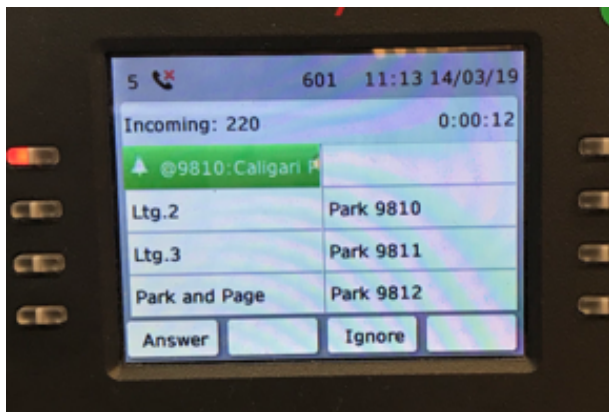 5 601 11:13 14/03/19
Incoming: 220 0:00:12
@9810:Caligari
Ltg.2 Park 9810
Ltg.3 Park 9811
Park and Page Park 9812
Answer Ignore